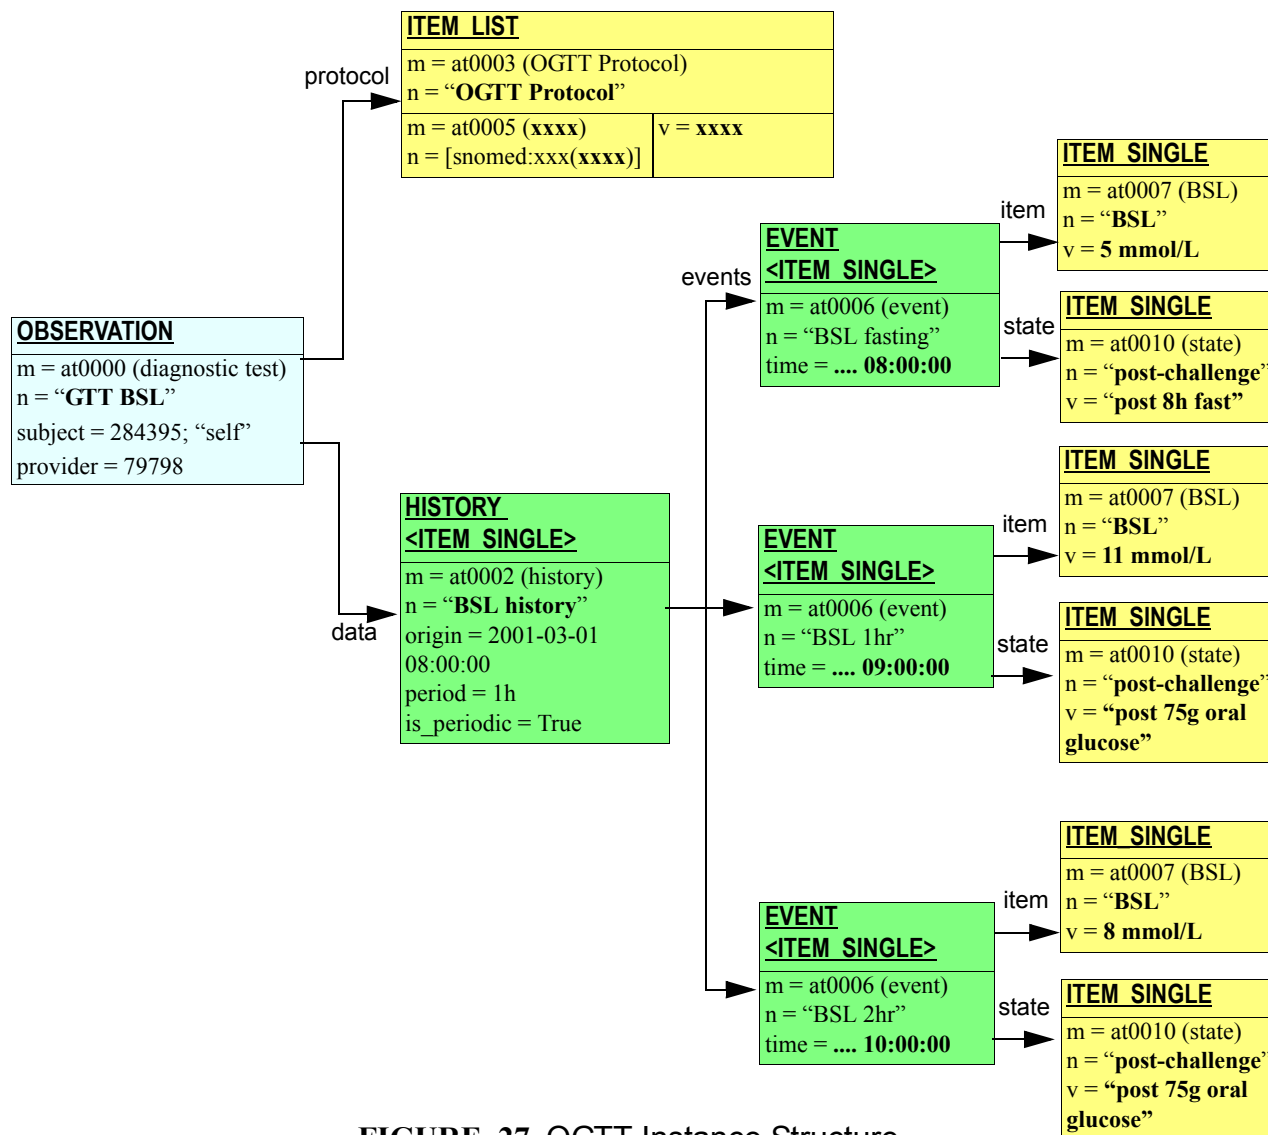 ITEM_LIST
m = at0003 (OGTT Protocol)
n = “OGTT Protocol”
m = at0005 (xxxx)
n = [snomed:xxx(xxxx)]
v = xxxx
protocol
OBSERVATION
m = at0000 (diagnostic test)
n = “GTT BSL”
subject = 284395; “self”
provider = 79798
data
HISTORY
<ITEM_SINGLE>
m = at0002 (history)
n = “BSL history”
origin = 2001-03-01
08:00:00
period = 1h
is_periodic = True
events
EVENT
<ITEM_SINGLE>
m = at0006 (event)
n = “BSL fasting”
time = .... 08:00:00
item
ITEM_SINGLE
m = at0007 (BSL)
n = “BSL”
v = 5 mmol/L
state
ITEM_SINGLE
m = at0010 (state)
n = “post-challenge”
v = “post 8h fast”
EVENT
<ITEM_SINGLE>
m = at0006 (event)
n = “BSL 1hr”
time = .... 09:00:00
item
ITEM_SINGLE
m = at0007 (BSL)
n = “BSL”
v = 11 mmol/L
state
ITEM_SINGLE
m = at0010 (state)
n = “post-challenge”
v = “post 75g oral
glucose”
EVENT
<ITEM_SINGLE>
m = at0006 (event)
n = “BSL 2hr”
time = .... 10:00:00
item
ITEM_SINGLE
m = at0007 (BSL)
n = “BSL”
v = 8 mmol/L
state
ITEM_SINGLE
m = at0010 (state)
n = “post-challenge”
v = “post 75g oral
glucose”
FIGURE 27 OGTT Instance Structure